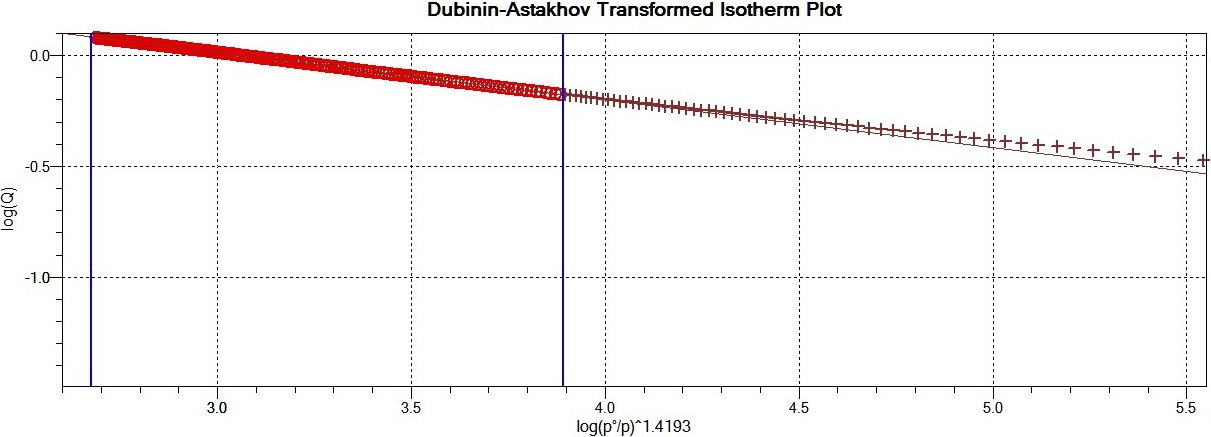 Dubinin-Astakhov Transformed Isotherm Plot
0.0
-0.5
-1.0
log(Q)
3.0 3.5 4.0 4.5 5.0 5.5
log(p°/p)^1.4193